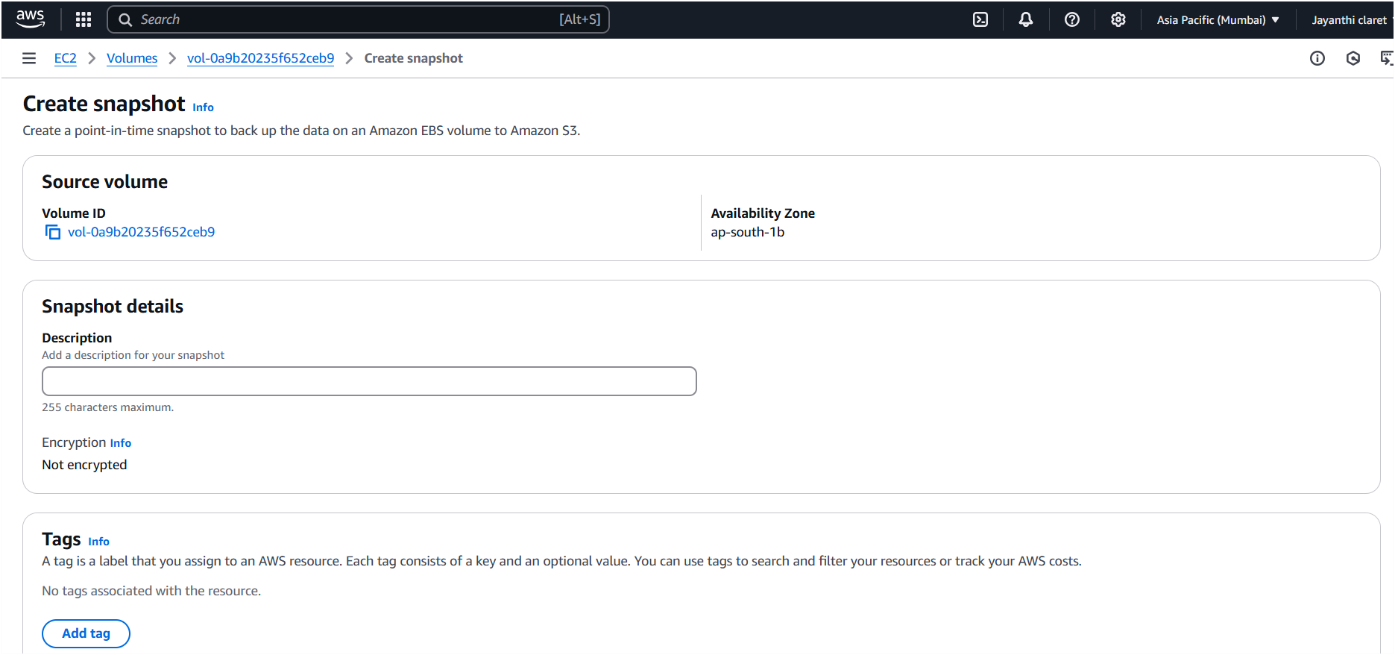 aws Search [Alt+S] Asia Pacific (Mumbai) Jayanthi claret
EC2 Volumes vol-0a9b20235f652ceb9 Create snapshot
Create snapshot Info
Create a point-in-time snapshot to back up the data on an Amazon EBS volume to Amazon S3.
Source volume
Volume ID
vol-0a9b20235f652ceb9
Availability Zone
ap-south-1b
Snapshot details
Description
Add a description for your snapshot
255 characters maximum.
Encryption Info
Not encrypted
Tags Info
A tag is a label that you assign to an AWS resource. Each tag consists of a key and an optional value. You can use tags to search and filter your resources or track your AWS costs.
No tags associated with the resource.
Add tag